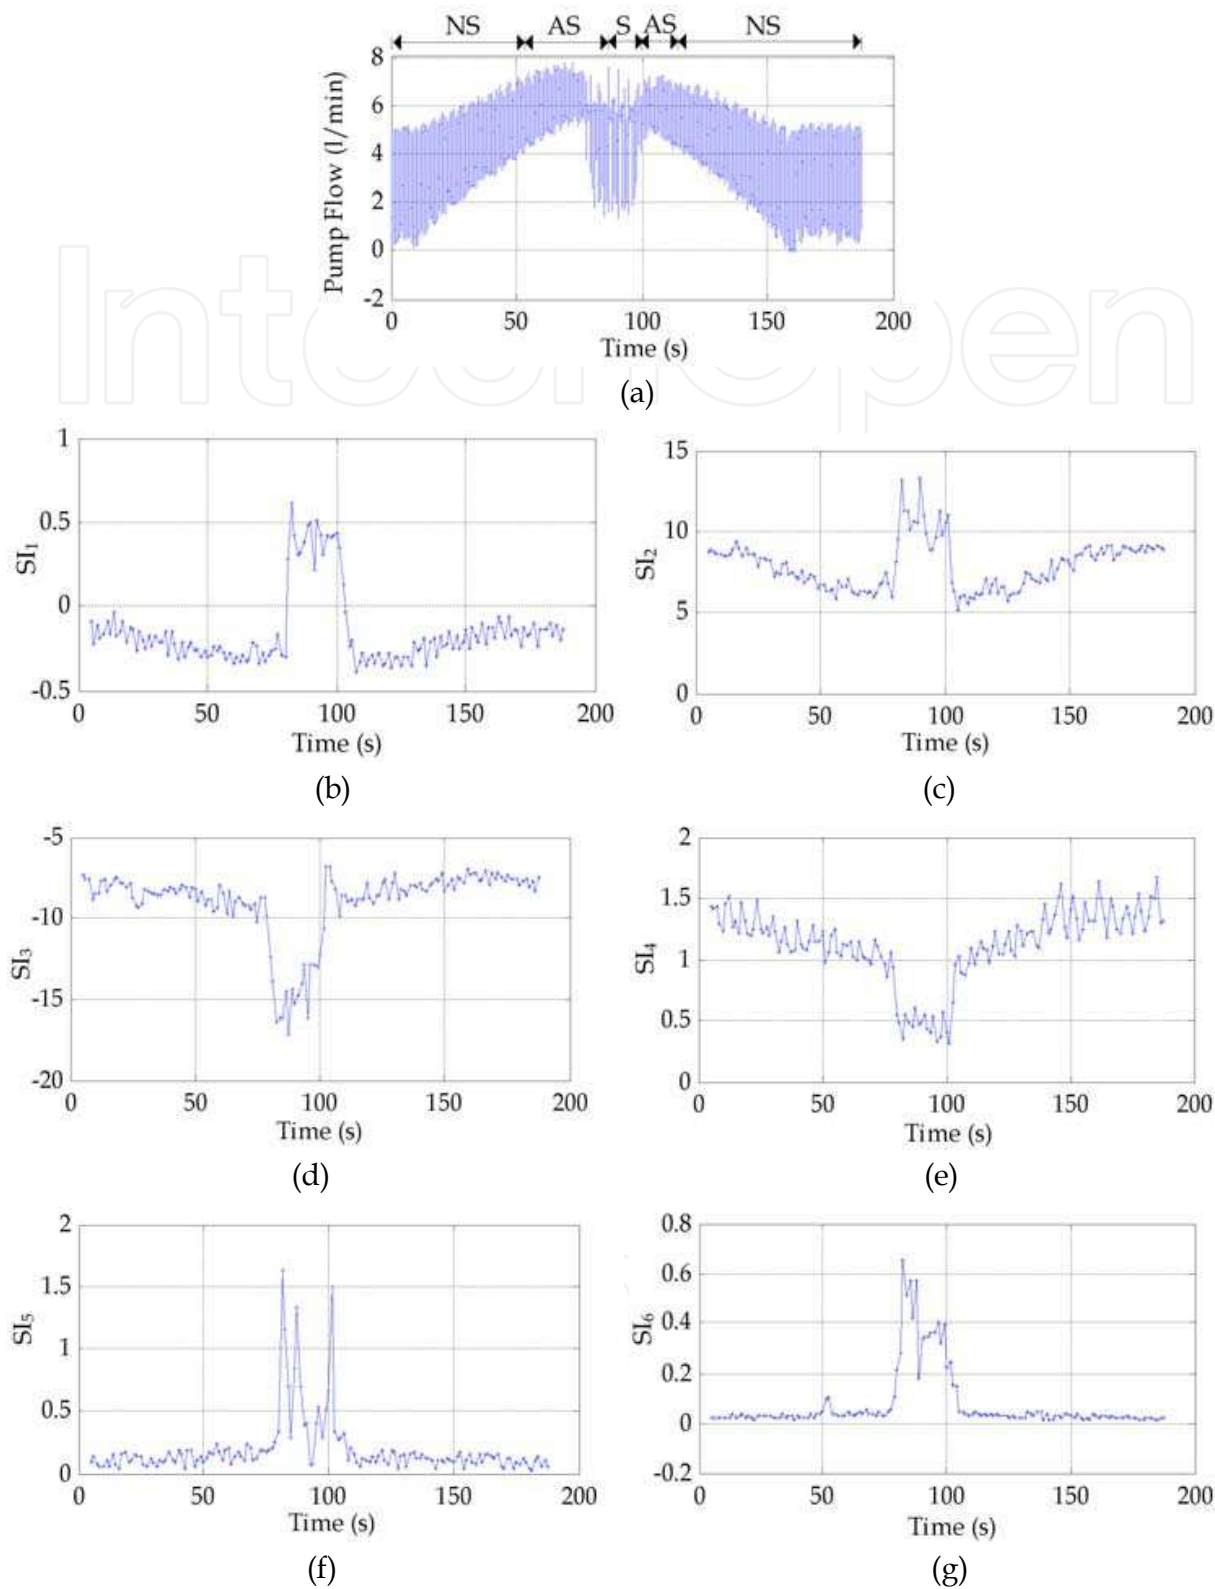 NS AS S AS NS
8
6
4
2
0
-2
Pump Flow (l/min)
0 50 100 150 200
Time (s)
(a)
IntechOpen
1
0.5
0
-0.5
SI1
0 50 100 150 200
Time (s)
(b)
15
10
5
0
SI2
0 50 100 150 200
Time (s)
(c)
-5
-10
-15
-20
SI3
0 50 100 150 200
Time (s)
(d)
2
1.5
1
0.5
0
SI4
0 50 100 150 200
Time (s)
(e)
2
1.5
1
0.5
0
SI5
0 50 100 150 200
Time (s)
(f)
0.8
0.6
0.4
0.2
0
-0.2
SI6
0 50 100 150 200
Time (s)
(g)